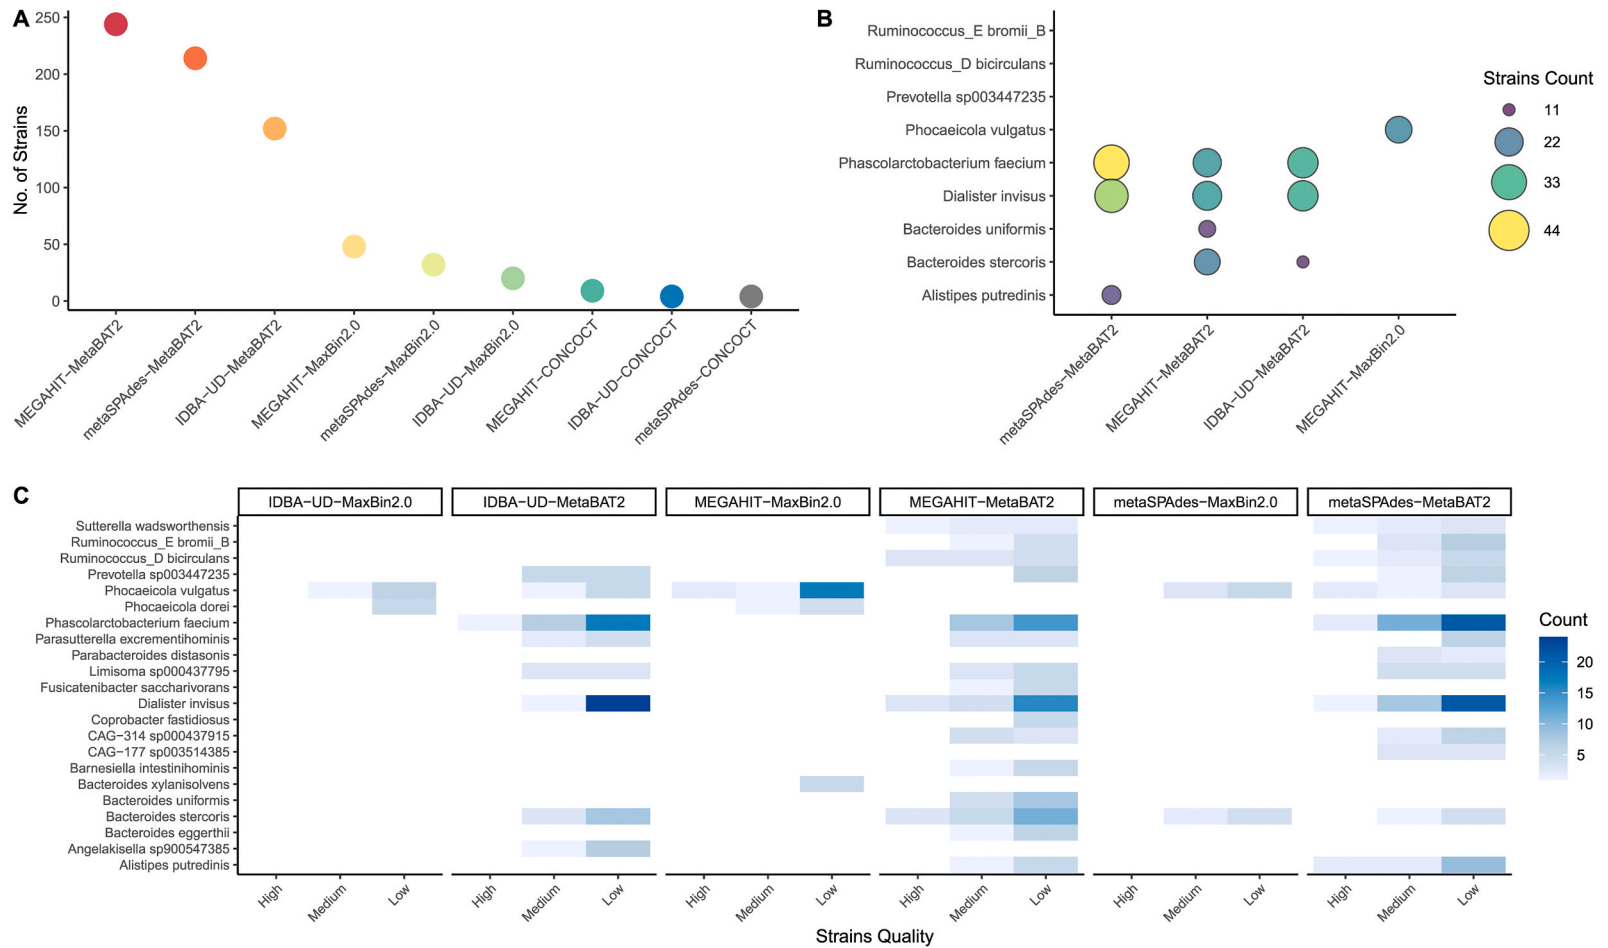 A
No. of Strains
250
200
150
100
50
0
MEGAHIT−MetaBAT2
metaSPAdes−MetaBAT2
IDBA−UD−MetaBAT2
MEGAHIT−MaxBin2.0
metaSPAdes−MaxBin2.0
IDBA−UD−MaxBin2.0
MEGAHIT−CONCOCT
IDBA−UD−CONCOCT
metaSPAdes−CONCOCT
B
Ruminococcus_E bromii_B
Ruminococcus_D bicirculans
Prevotella sp003447235
Phocaeicola vulgatus
Phascolarctobacterium faecium
Dialister invisus
Bacteroides uniformis
Bacteroides stercoris
Alistipes putredinis
metaSPAdes−MetaBAT2
MEGAHIT−MetaBAT2
IDBA−UD−MetaBAT2
MEGAHIT−MaxBin2.0
Strains Count
11
22
33
44
C
IDBA−UD−MaxBin2.0
IDBA−UD−MetaBAT2
MEGAHIT−MaxBin2.0
MEGAHIT−MetaBAT2
metaSPAdes−MaxBin2.0
metaSPAdes−MetaBAT2
Sutterella wadsworthensis
Ruminococcus_E bromii_B
Ruminococcus_D bicirculans
Prevotella sp003447235
Phocaeicola vulgatus
Phocaeicola dorei
Phascolarctobacterium faecium
Parasutterella excrementihominis
Parabacteroides distasonis
Limisoma sp000437795
Fusicatenibacter saccharivorans
Dialister invisus
Coprobacter fastidiosus
CAG−314 sp000437915
CAG−177 sp003514385
Barnesiella intestinihominis
Bacteroides xylanisolvens
Bacteroides uniformis
Bacteroides stercoris
Bacteroides eggerthii
Angelakisella sp900547385
Alistipes putredinis
High
Medium
Low
High
Medium
Low
High
Medium
Low
High
Medium
Low
High
Medium
Low
High
Medium
Low
Strains Quality
Count
20
15
10
5